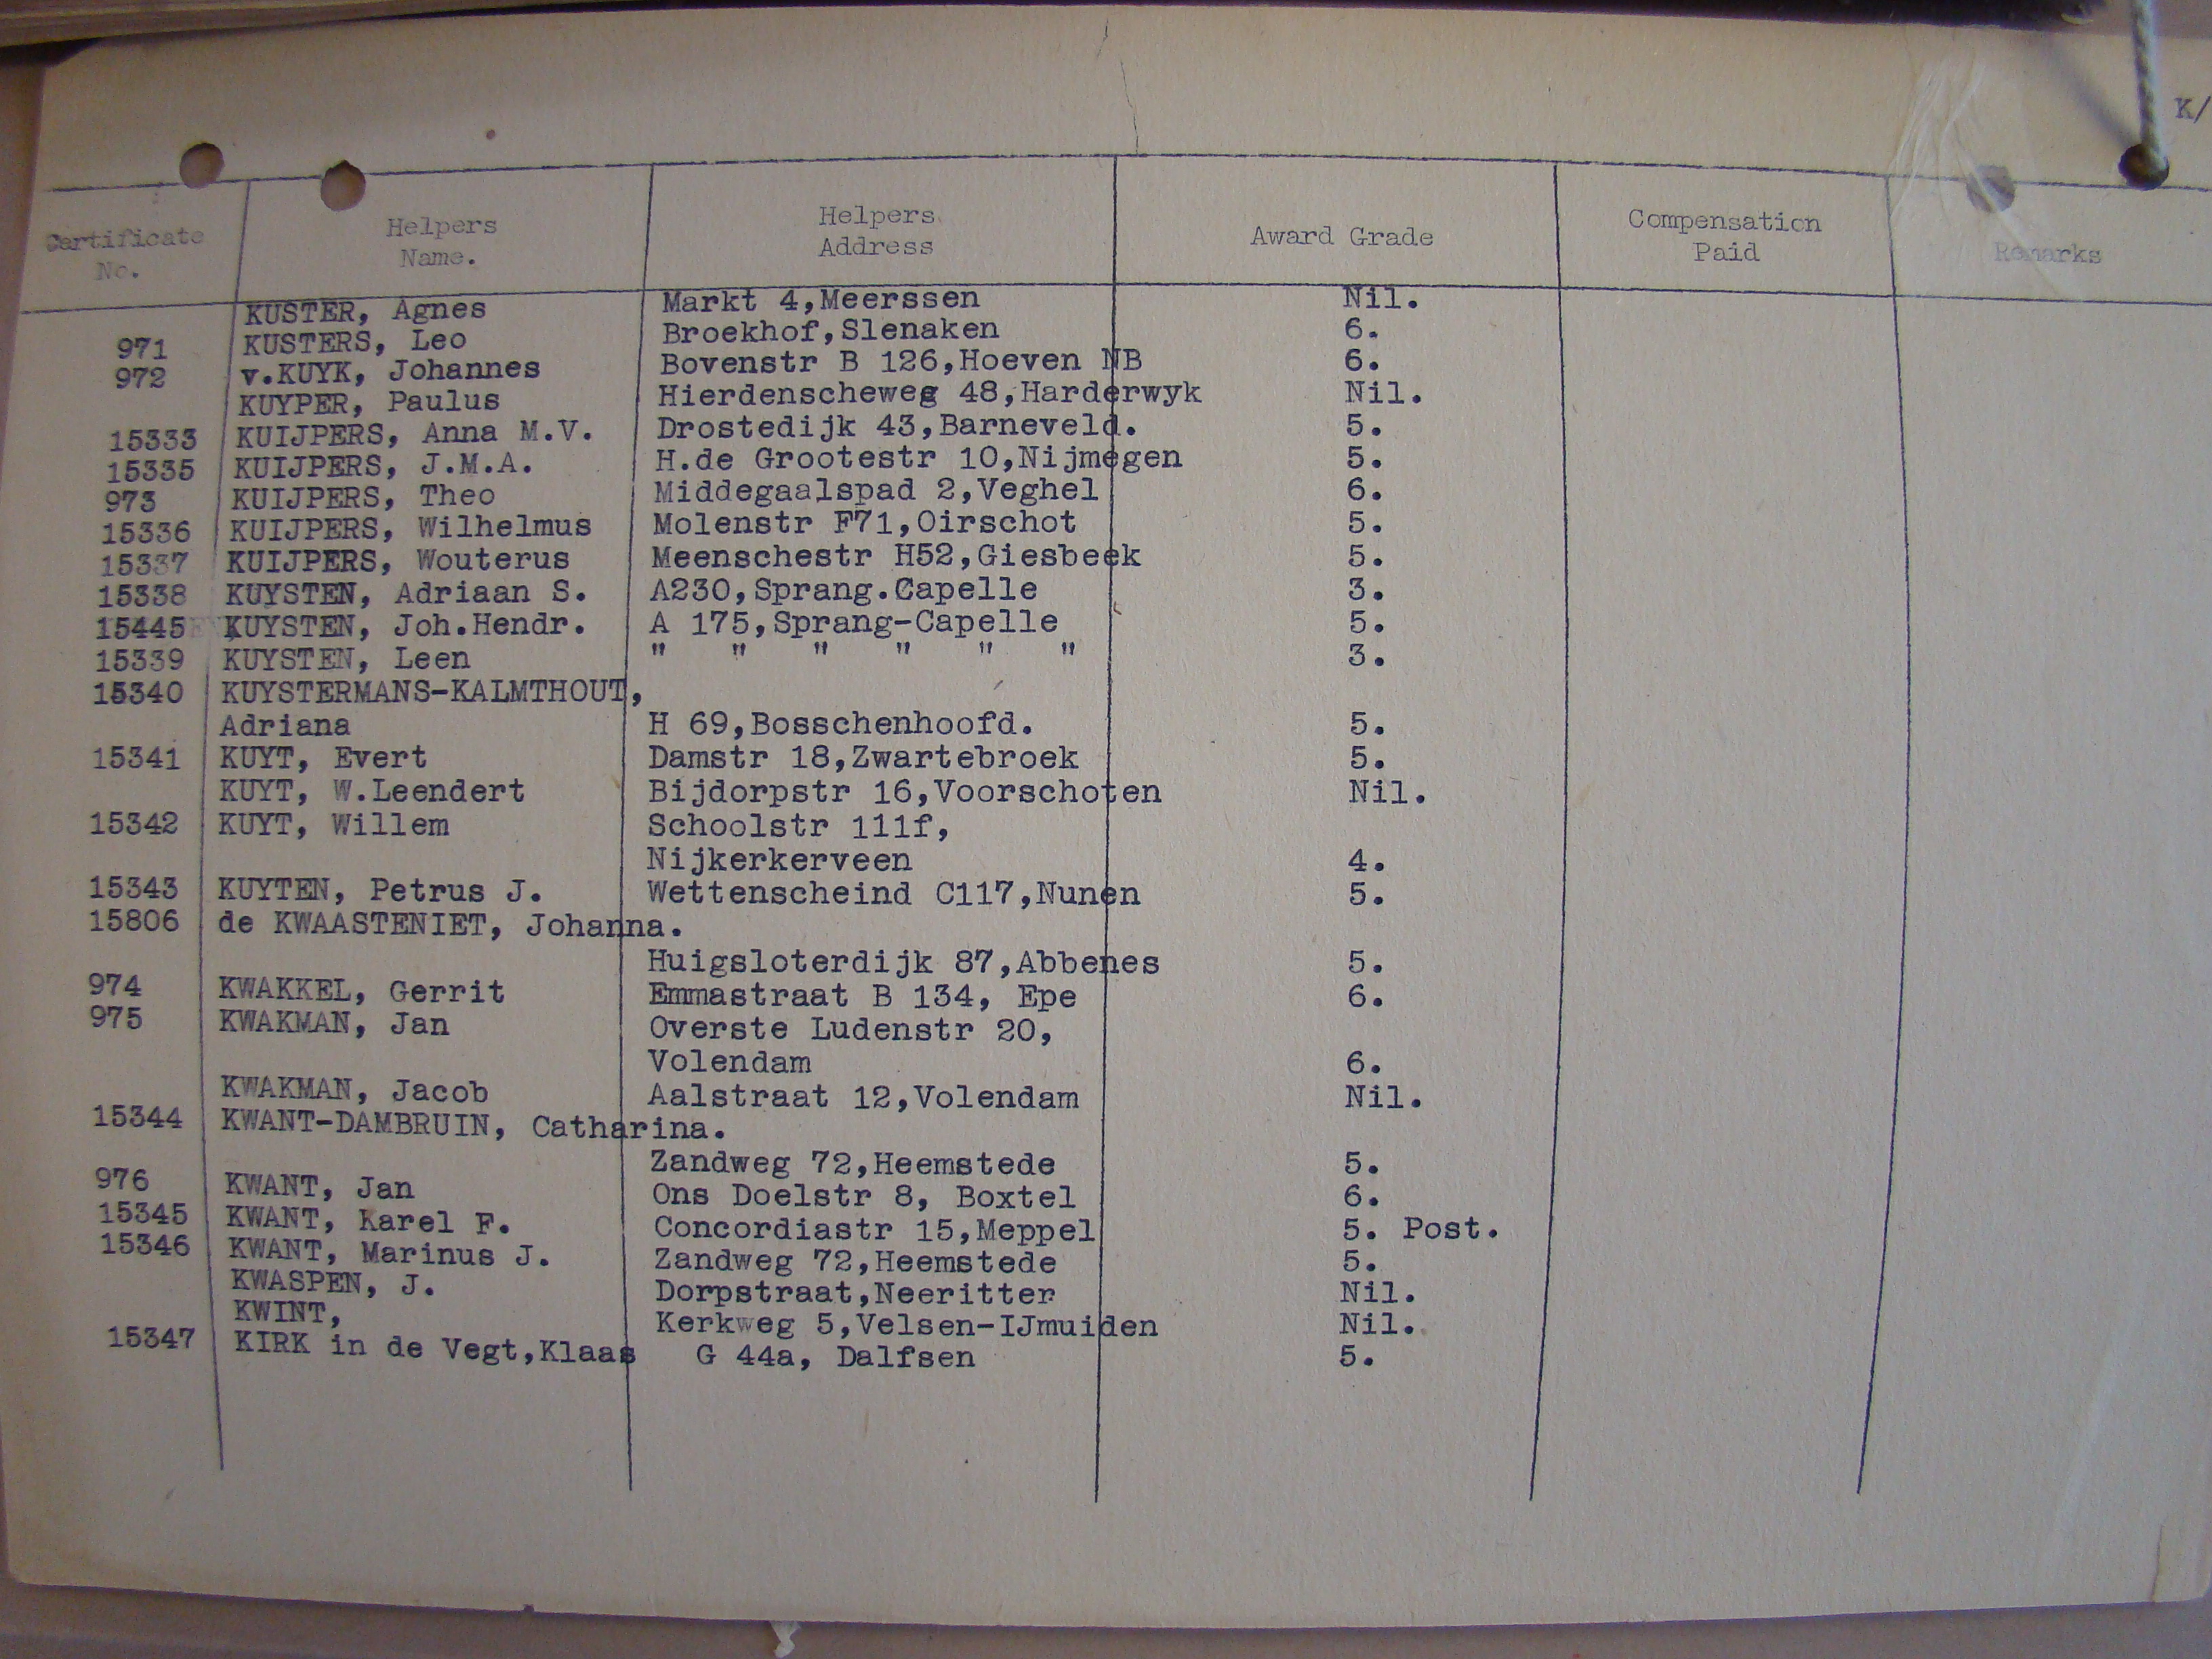 K/
Certificate No. Helpers Name. Helpers Address Award Grade Compensation Paid Remarks
KUSTER, Agnes Markt 4,Meerssen Nil.
971 KUSTERS, Leo Broekhof,Slenaken 6.
972 v.KUYK, Johannes Bovenstr B 126,Hoeven NB 6.
KUYPER, Paulus Hierdenscheweg 48,Harderwyk Nil.
15333 KUIJPERS, Anna M.V. Drostedijk 43,Barneveld. 5.
15335 KUIJPERS, J.M.A. H.de Grootestr 10,Nijmegen 5.
973 KUIJPERS, Theo Middegaalspad 2,Veghel 6.
15336 KUIJPERS, Wilhelmus Molenstr F71,Oirschot 5.
15337 KUIJPERS, Wouterus Meenschestr H52,Giesbeek 5.
15338 KUYSTEN, Adriaan S. A230,Sprang.Capelle 3.
15445 KUYSTEN, Joh.Hendr. A 175,Sprang-Capelle 5.
15339 KUYSTEN, Leen " " " " " " 3.
15340 KUYSTERMANS-KALMTHOUT,
Adriana H 69,Bosschenhoofd. 5.
15341 KUYT, Evert Damstr 18,Zwartebroek 5.
KUYT, W.Leendert Bijdorpstr 16,Voorschoten Nil.
15342 KUYT, Willem Schoolstr 111f,
Nijkerkerveen 4.
15343 KUYTEN, Petrus J. Wettenscheind C117,Nunen 5.
15806 de KWAASTENIET, Johanna.
Huigsloterdijk 87,Abbenes 5.
974 KWAKKEL, Gerrit Emmastraat B 134, Epe 6.
975 KWAKMAN, Jan Overste Ludenstr 20,
Volendam 6.
KWAKMAN, Jacob Aalstraat 12,Volendam Nil.
15344 KWANT-DAMBRUIN, Catharina.
Zandweg 72,Heemstede 5.
976 KWANT, Jan Ons Doelstr 8, Boxtel 6.
15345 KWANT, Karel F. Concordiastr 15,Meppel 5. Post.
15346 KWANT, Marinus J. Zandweg 72,Heemstede 5.
KWASPEN, J. Dorpstraat,Neeritter Nil.
KWINT, Kerkweg 5,Velsen-IJmuiden Nil.
15347 KIRK in de Vegt,Klaas G 44a, Dalfsen 5.